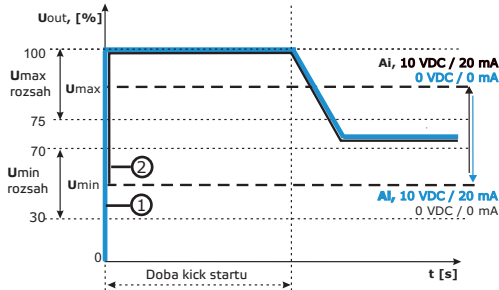 Uout, [%]
100
Ai, 10 VDC / 20 mA
0 VDC / 0 mA
Umax
rozsah
Umax
75
70
Umin
rozsah
2
Umin
AI, 10 VDC / 20 mA
0 VDC / 0 mA
1
30
0
Doba kick startu
t [s]